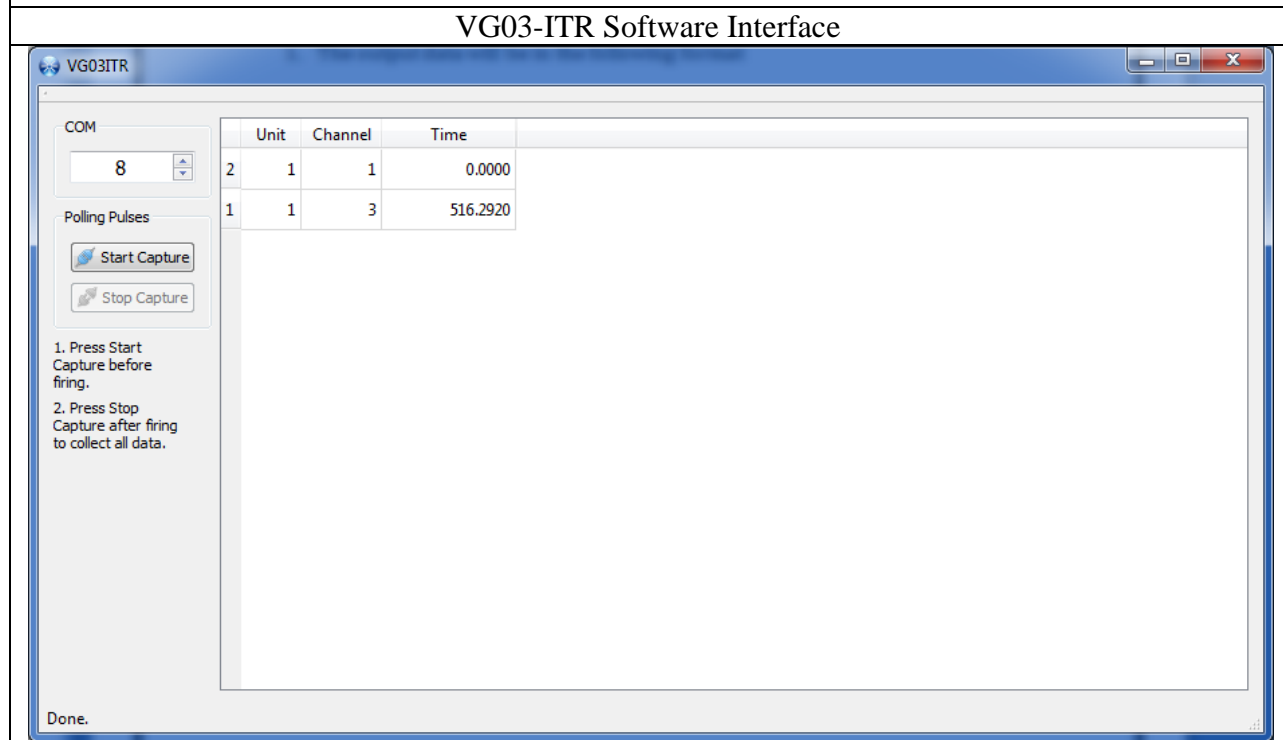 VG03-ITR Software Interface
VG03ITR
COM
8
Unit Channel Time
2 1 1 0.0000
1 1 3 516.2920
Polling Pulses
Start Capture
Stop Capture
1. Press Start
Capture before
firing.
2. Press Stop
Capture after firing
to collect all data.
Done.